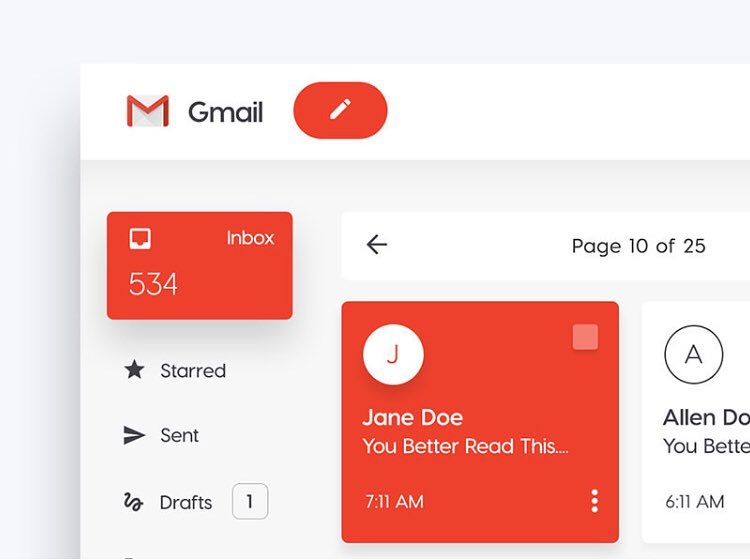 Gmail
Inbox
534
Page 10 of 25
Starred
Sent
Drafts 1
J
Jane Doe
You Better Read This....
7:11 AM
A
Allen Do
You Bette
6:11 AM